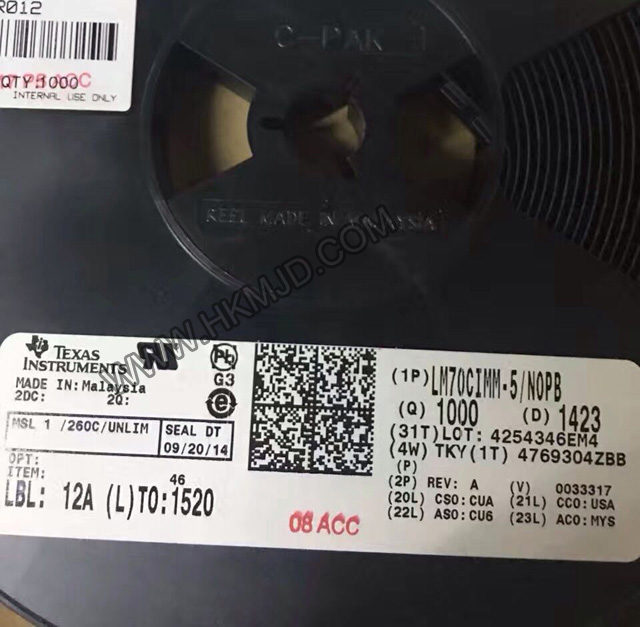 R012
08 ACC
QTY:1000
INTERNAL USE ONLY
C-PAK
REEL MADE IN MALAYSIA
WWW.HKMJD.COM
TEXAS
INSTRUMENTS
MADE IN: Malaysia
2DC: 2Q:
Pb
G3
e
MSL 1 /260C/UNLIM
SEAL DT
09/20/14
OPT:
ITEM:
46
LBL: 12A (L)TO:1520
08 ACC
(1P)LM70CIMM-5/NOPB
(Q) 1000 (D) 1423
(31T)LOT: 4254346EM4
(4W) TKY(1T) 4769304ZBB
(P)
(2P) REV: A (V) 0033317
(20L) CSO:CUA (21L) CCO:USA
(22L) ASO:CU6 (23L) ACO:MYS